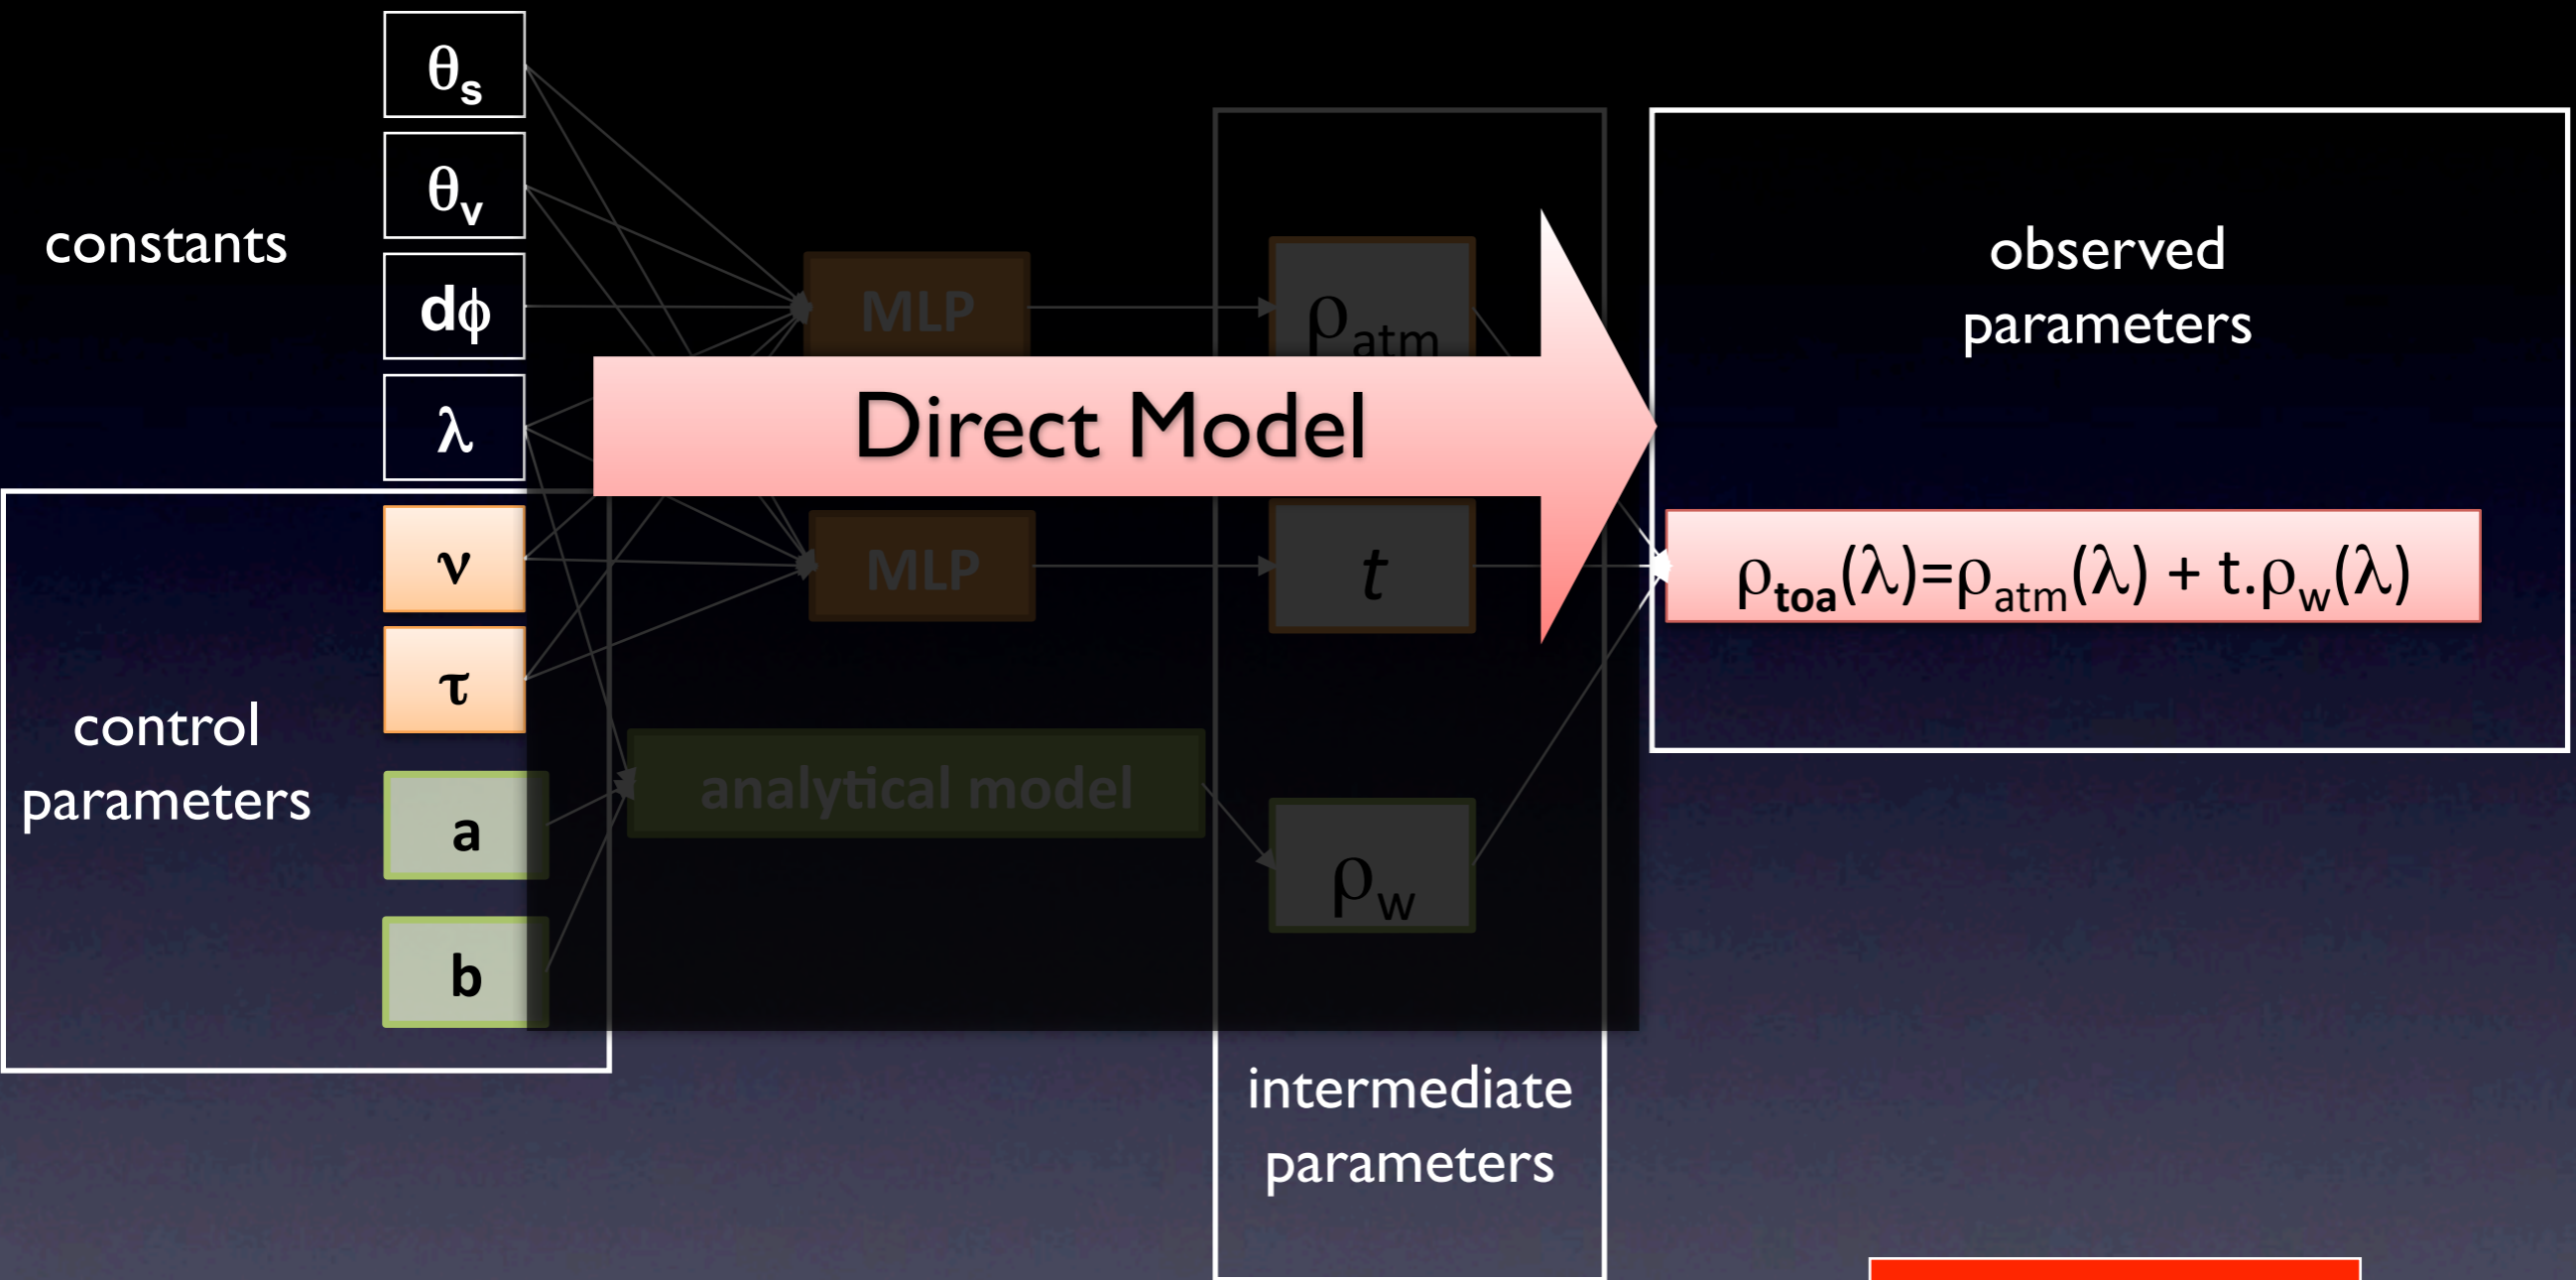 θs
θv
constants
dϕ
λ
ν
τ
control
parameters
a
b
MLP
MLP
analytical model
Direct Model
ρatm
t
ρw
intermediate
parameters
observed
parameters
ρtoa(λ)=ρatm(λ) + t.ρw(λ)